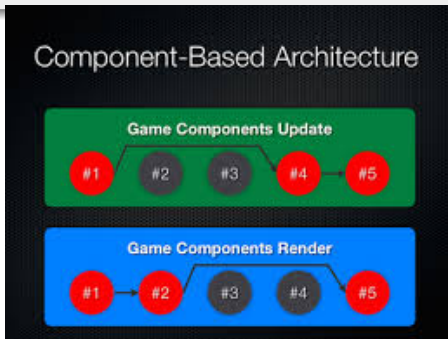 Component-Based Architecture
Game Components Update
#1 #2 #3 #4 #5
Game Components Render
#1 #2 #3 #4 #5